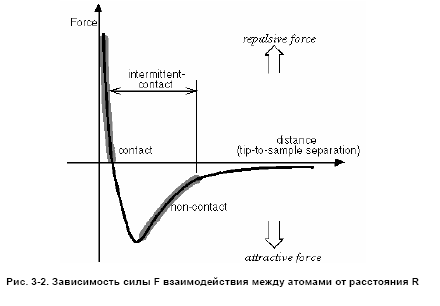 Force
repulsive force
intermittent-
contact
distance
(tip-to-sample separation)
contact
non-contact
attractive force
Рис. 3-2. Зависимость силы F взаимодействия между атомами от расстояния R